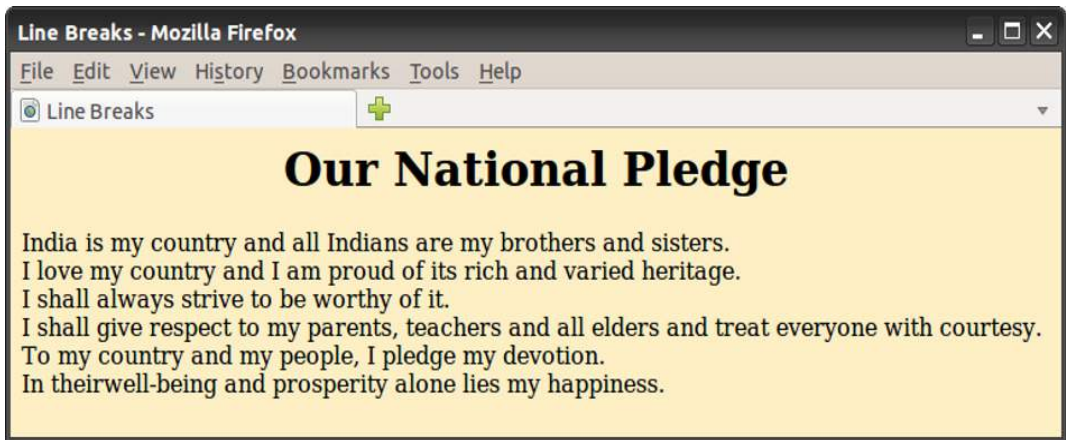 Line Breaks - Mozilla Firefox
File Edit View History Bookmarks Tools Help
Line Breaks
Our National Pledge
India is my country and all Indians are my brothers and sisters.
I love my country and I am proud of its rich and varied heritage.
I shall always strive to be worthy of it.
I shall give respect to my parents, teachers and all elders and treat everyone with courtesy.
To my country and my people, I pledge my devotion.
In theirwell-being and prosperity alone lies my happiness.